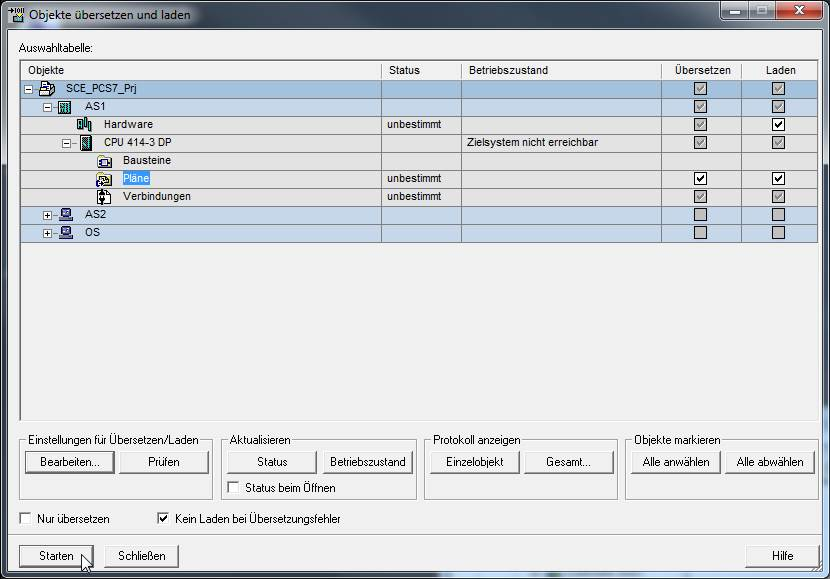 Objekte übersetzen und laden
Auswahltabelle:
Objekte Status Betriebszustand Übersetzen Laden
SCE_PCS7_Prj
AS1
Hardware unbestimmt
CPU 414-3 DP Zielsystem nicht erreichbar
Bausteine
Pläne unbestimmt
Verbindungen unbestimmt
AS2
OS
Einstellungen für Übersetzen/Laden Aktualisieren Protokoll anzeigen Objekte markieren
Bearbeiten... Prüfen Status Betriebszustand Einzelobjekt Gesamt... Alle anwählen Alle abwählen
Status beim Öffnen
Nur übersetzen Kein Laden bei Übersetzungsfehler
Starten Schließen Hilfe